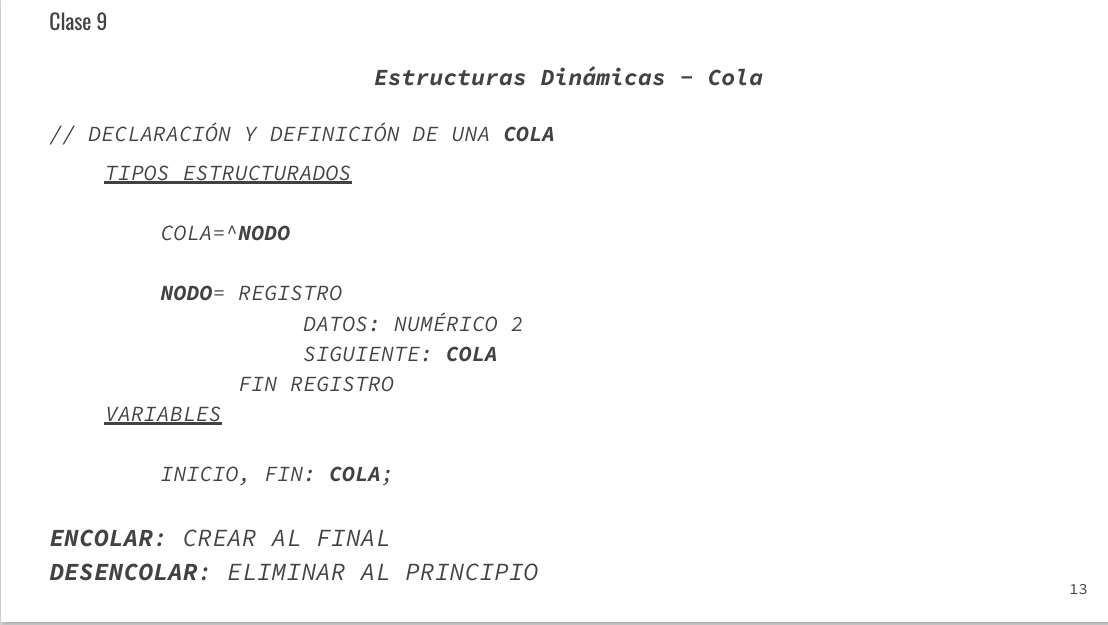 Clase 9
Estructuras Dinámicas – Cola
// DECLARACIÓN Y DEFINICIÓN DE UNA COLA
TIPOS ESTRUCTURADOS
COLA=^NODO
NODO= REGISTRO
DATOS: NUMÉRICO 2
SIGUIENTE: COLA
FIN REGISTRO
VARIABLES
INICIO, FIN: COLA;
ENCOLAR: CREAR AL FINAL
DESENCOLAR: ELIMINAR AL PRINCIPIO
13